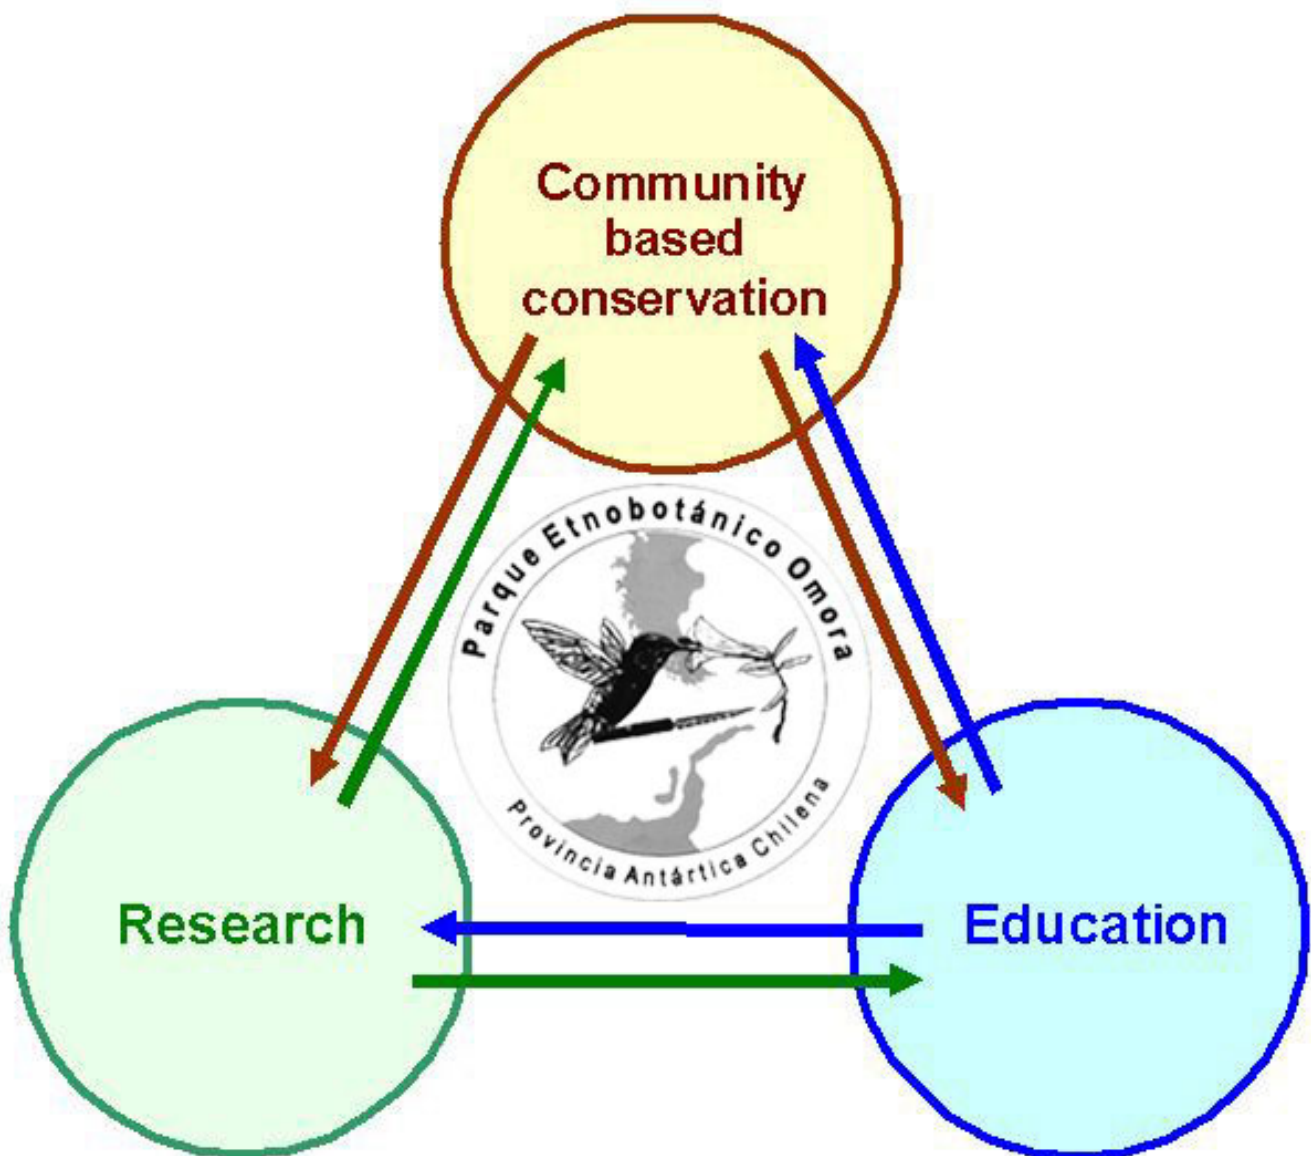 Community
based
conservation
Parque Etnobotánico Omora
Provincia Antártica Chilena
Research
Education